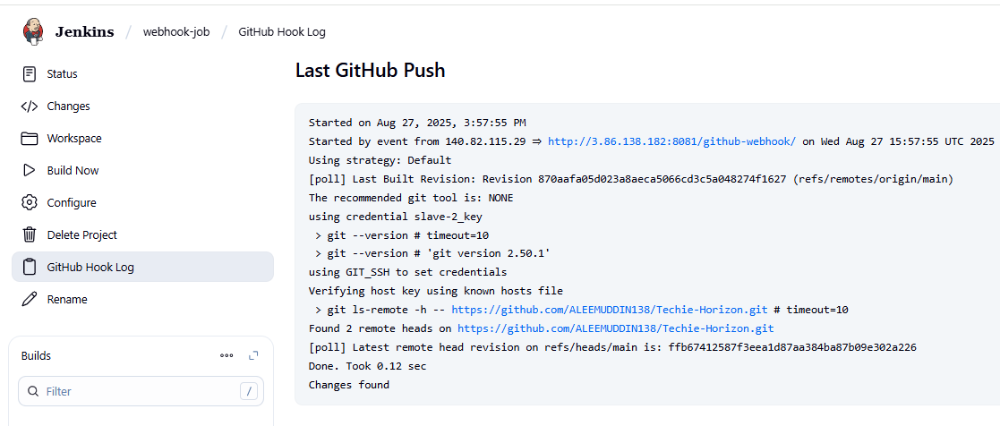 Jenkins / webhook-job / GitHub Hook Log
Status
Changes
Workspace
Build Now
Configure
Delete Project
GitHub Hook Log
Rename
Builds
Filter /
Last GitHub Push
Started on Aug 27, 2025, 3:57:55 PM
Started by event from 140.82.115.29 ⇒ http://3.86.138.182:8081/github-webhook/ on Wed Aug 27 15:57:55 UTC 2025
Using strategy: Default
[poll] Last Built Revision: Revision 870aafa05d023a8aeca5066cd3c5a048274f1627 (refs/remotes/origin/main)
The recommended git tool is: NONE
using credential slave-2_key
> git --version # timeout=10
> git --version # 'git version 2.50.1'
using GIT_SSH to set credentials
Verifying host key using known hosts file
> git ls-remote -h -- https://github.com/ALEEMUDDIN138/Techie-Horizon.git # timeout=10
Found 2 remote heads on https://github.com/ALEEMUDDIN138/Techie-Horizon.git
[poll] Latest remote head revision on refs/heads/main is: ffb67412587f3eea1d87aa384ba87b09e302a226
Done. Took 0.12 sec
Changes found